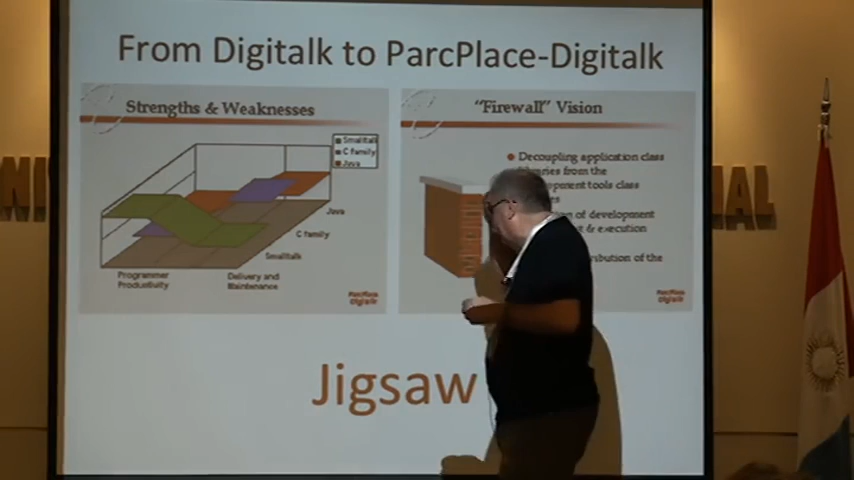 From Digitalk to ParcPlace-Digitalk
Strengths & Weaknesses
Smalltalk
C family
Java
Java
C family
Smalltalk
Programmer
Productivity
Delivery and
Maintenance
ParcPlace
Digitalk
"Firewall" Vision
Decoupling application class
libraries from the
development tools class
of development
& execution
of the
ParcPlace
Digitalk
Jigsaw
NAL